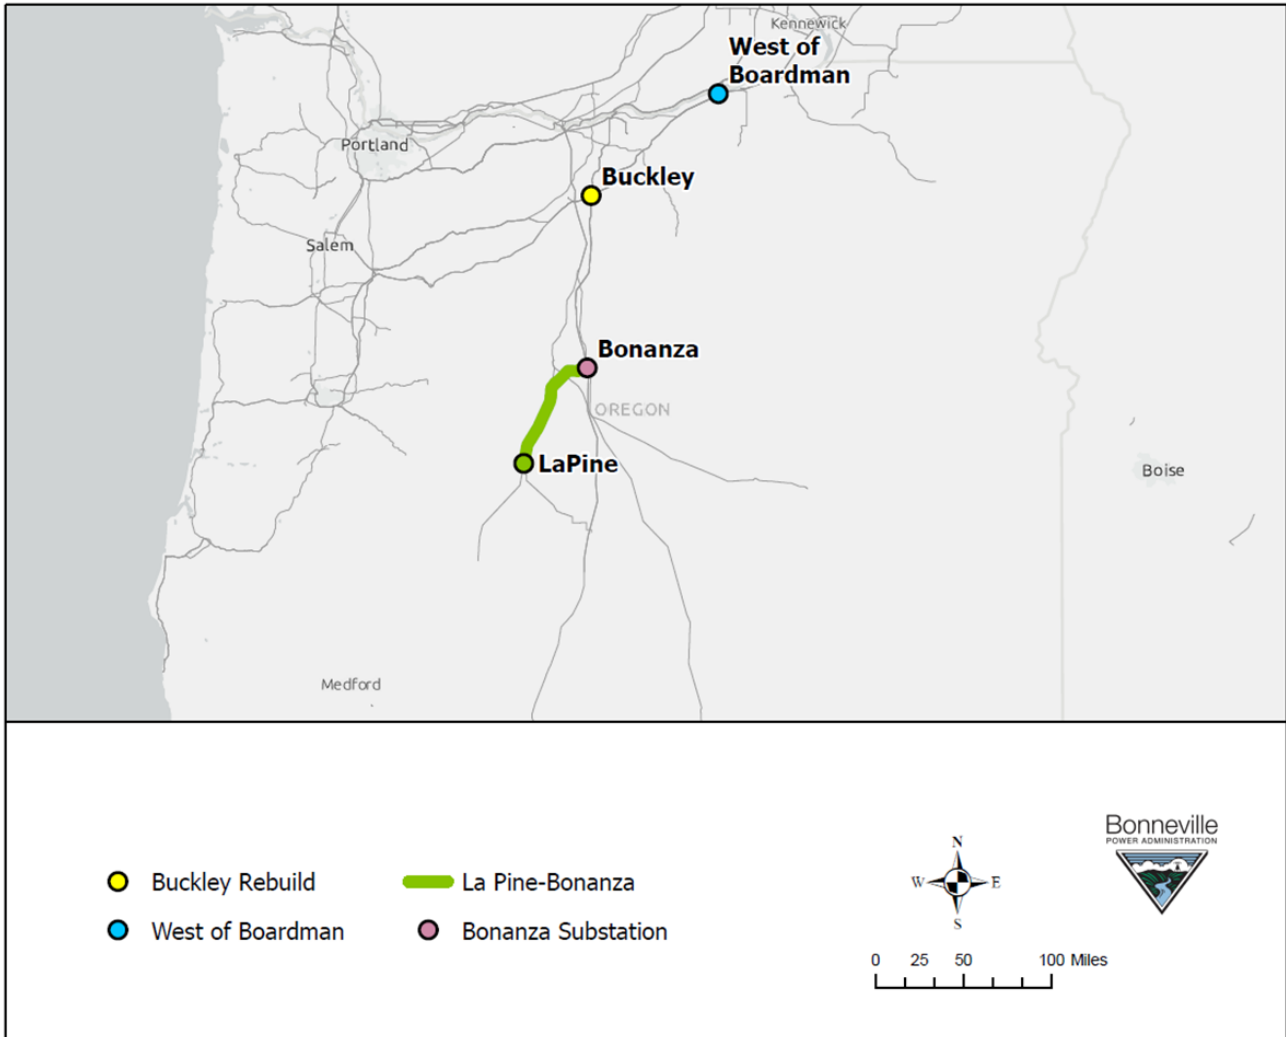 Kennewick
West of
Boardman
Portland
Buckley
Salem
Bonanza
OREGON
LaPine
Boise
Medford
Bonneville
POWER ADMINISTRATION
N
W E
S
Buckley Rebuild
La Pine-Bonanza
West of Boardman
Bonanza Substation
0 25 50 100 Miles